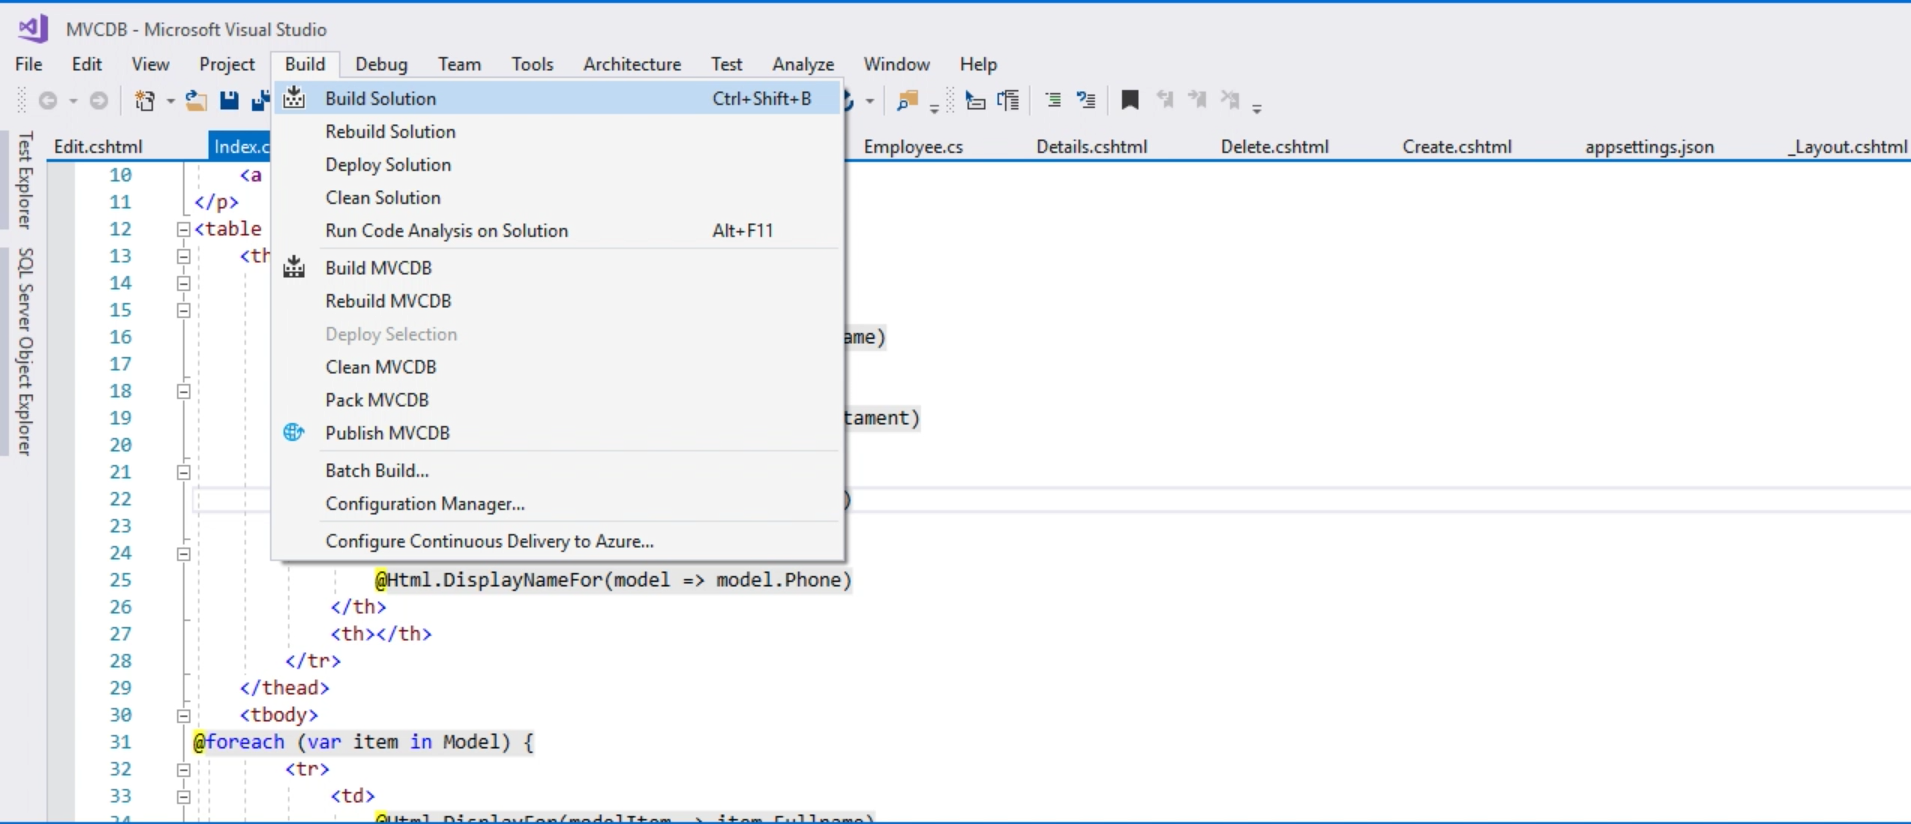 MVCDB - Microsoft Visual Studio
File Edit View Project Build Debug Team Tools Architecture Test Analyze Window Help
Build Solution Ctrl+Shift+B
Rebuild Solution
Deploy Solution
Clean Solution
Run Code Analysis on Solution Alt+F11
Build MVCDB
Rebuild MVCDB
Deploy Selection
Clean MVCDB
Pack MVCDB
Publish MVCDB
Batch Build...
Configuration Manager...
Configure Continuous Delivery to Azure...
Test Explorer
SQL Server Object Explorer
Edit.cshtml Index.c Employee.cs Details.cshtml Delete.cshtml Create.cshtml appsettings.json _Layout.cshtml
10 <a
11 </p>
12 <table
13 <th
14
15
16 ame)
17
18
19 tament)
20
21
22 )
23
24
25 @Html.DisplayNameFor(model => model.Phone)
26 </th>
27 <th></th>
28 </tr>
29 </thead>
30 <tbody>
31 @foreach (var item in Model) {
32 <tr>
33 <td>
34 @Html.DisplayFor(modelItem => item.Fullname)